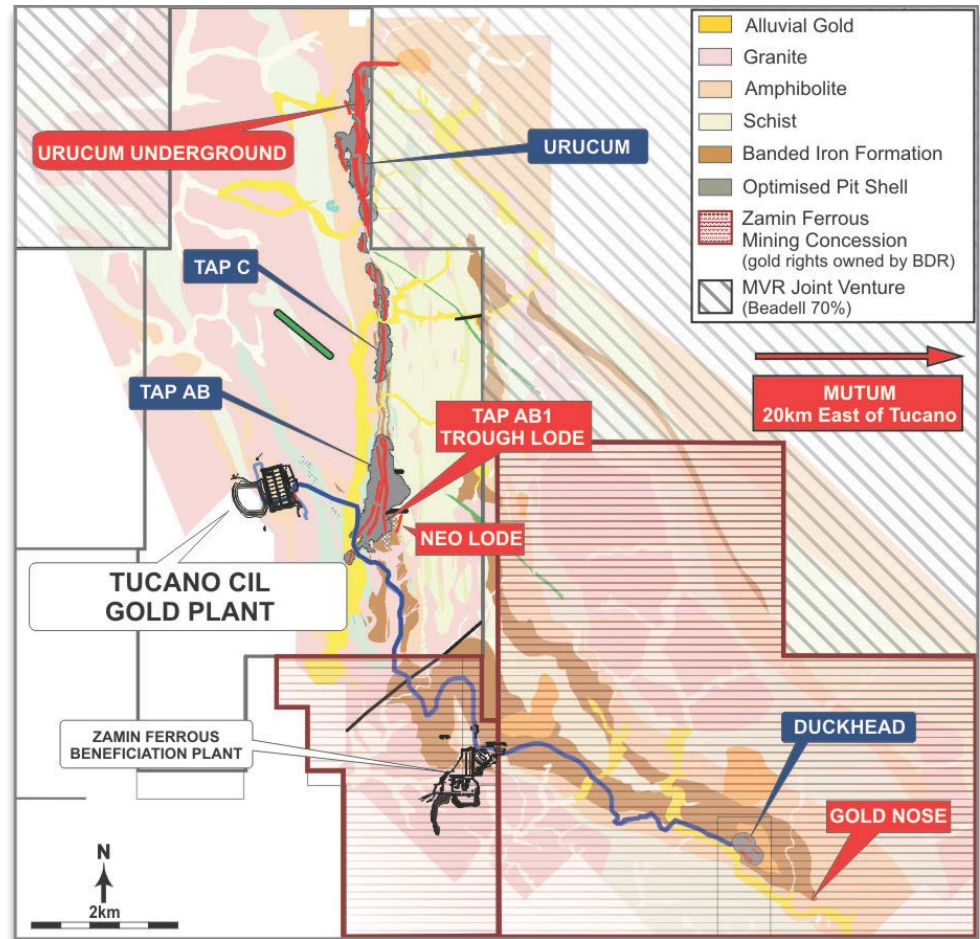 Alluvial Gold
Granite
Amphibolite
Schist
Banded Iron Formation
Optimised Pit Shell
Zamin Ferrous
Mining Concession
(gold rights owned by BDR)
MVR Joint Venture
(Beadell 70%)
URUCUM UNDERGROUND
URUCUM
TAP C
TAP AB
MUTUM
20km East of Tucano
TAP AB1
TROUGH LODE
NEO LODE
TUCANO CIL
GOLD PLANT
ZAMIN FERROUS
BENEFICIATION PLANT
DUCKHEAD
GOLD NOSE
N
2km